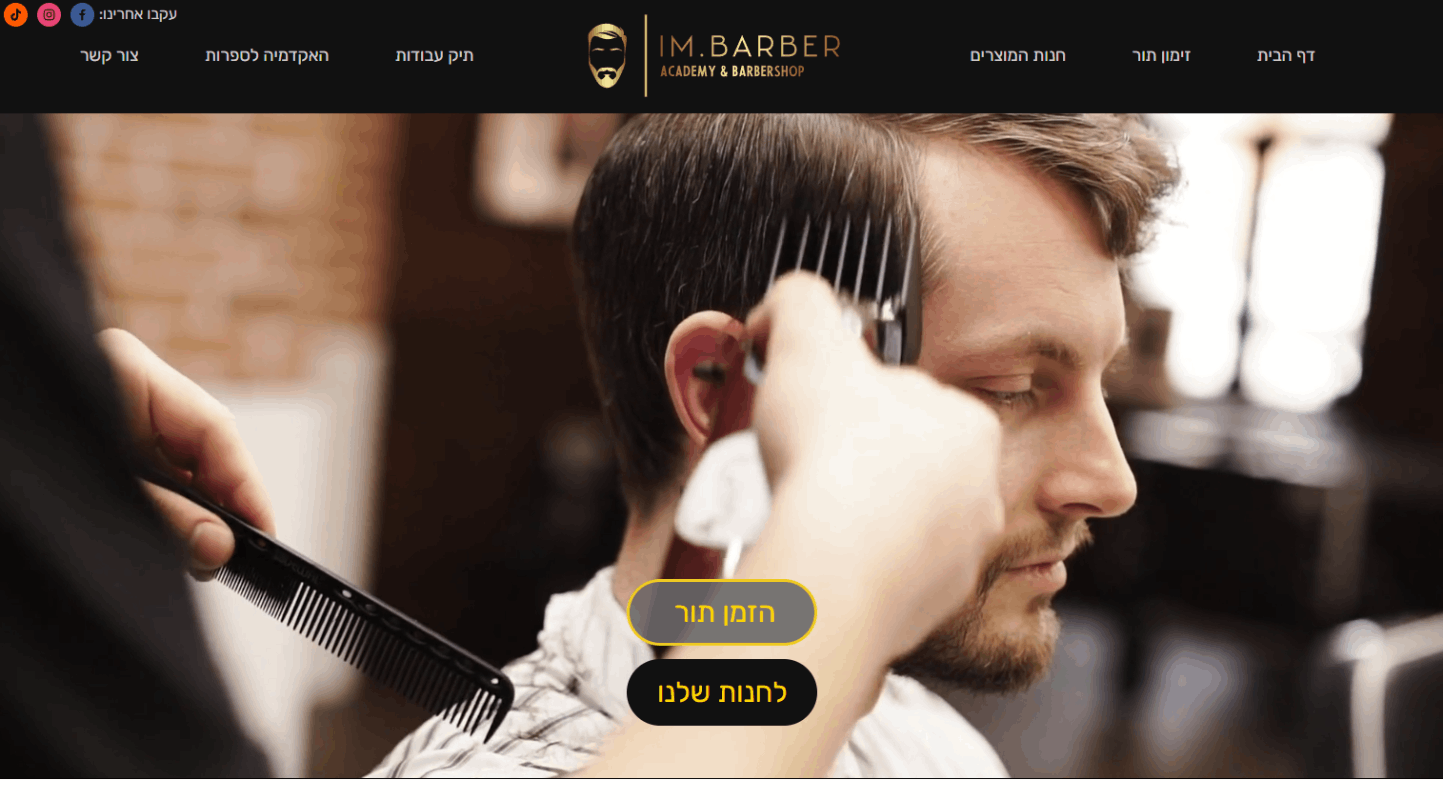 עקבו אחרינו:
דף הבית
זימון תור
חנות המוצרים
IM.BARBER
ACADEMY & BARBERSHOP
תיק עבודות
האקדמיה לספרות
צור קשר
הזמן תור
לחנות שלנו